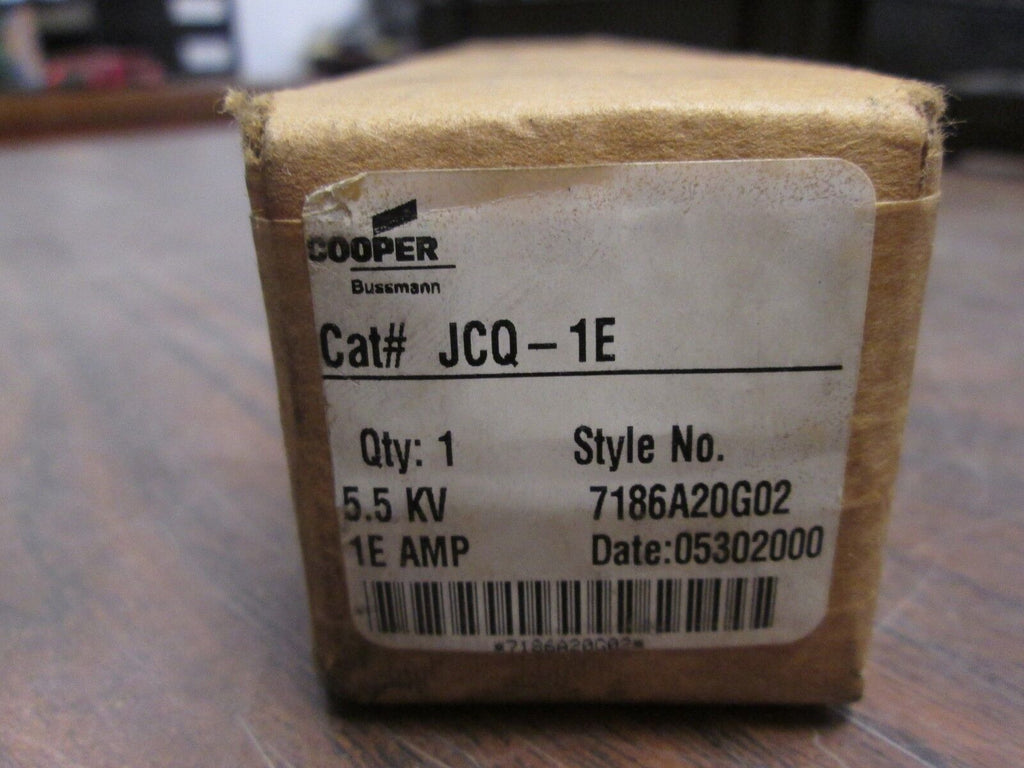 COOPER
Bussmann
Cat# JCQ-1E
Qty: 1 Style No.
5.5 KV 7186A20G02
1E AMP Date:05302000
*7186A20G02*